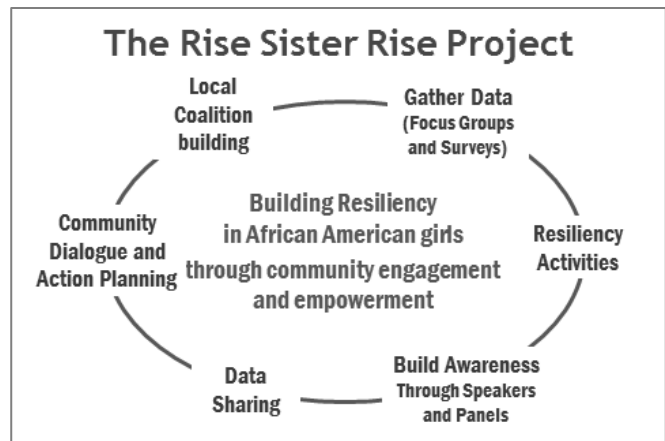 The Rise Sister Rise Project
Local
Coalition
building
Gather Data
(Focus Groups
and Surveys)
Resiliency
Activities
Build Awareness
Through Speakers
and Panels
Data
Sharing
Community
Dialogue and
Action Planning
Building Resiliency
in African American girls
through community engagement
and empowerment